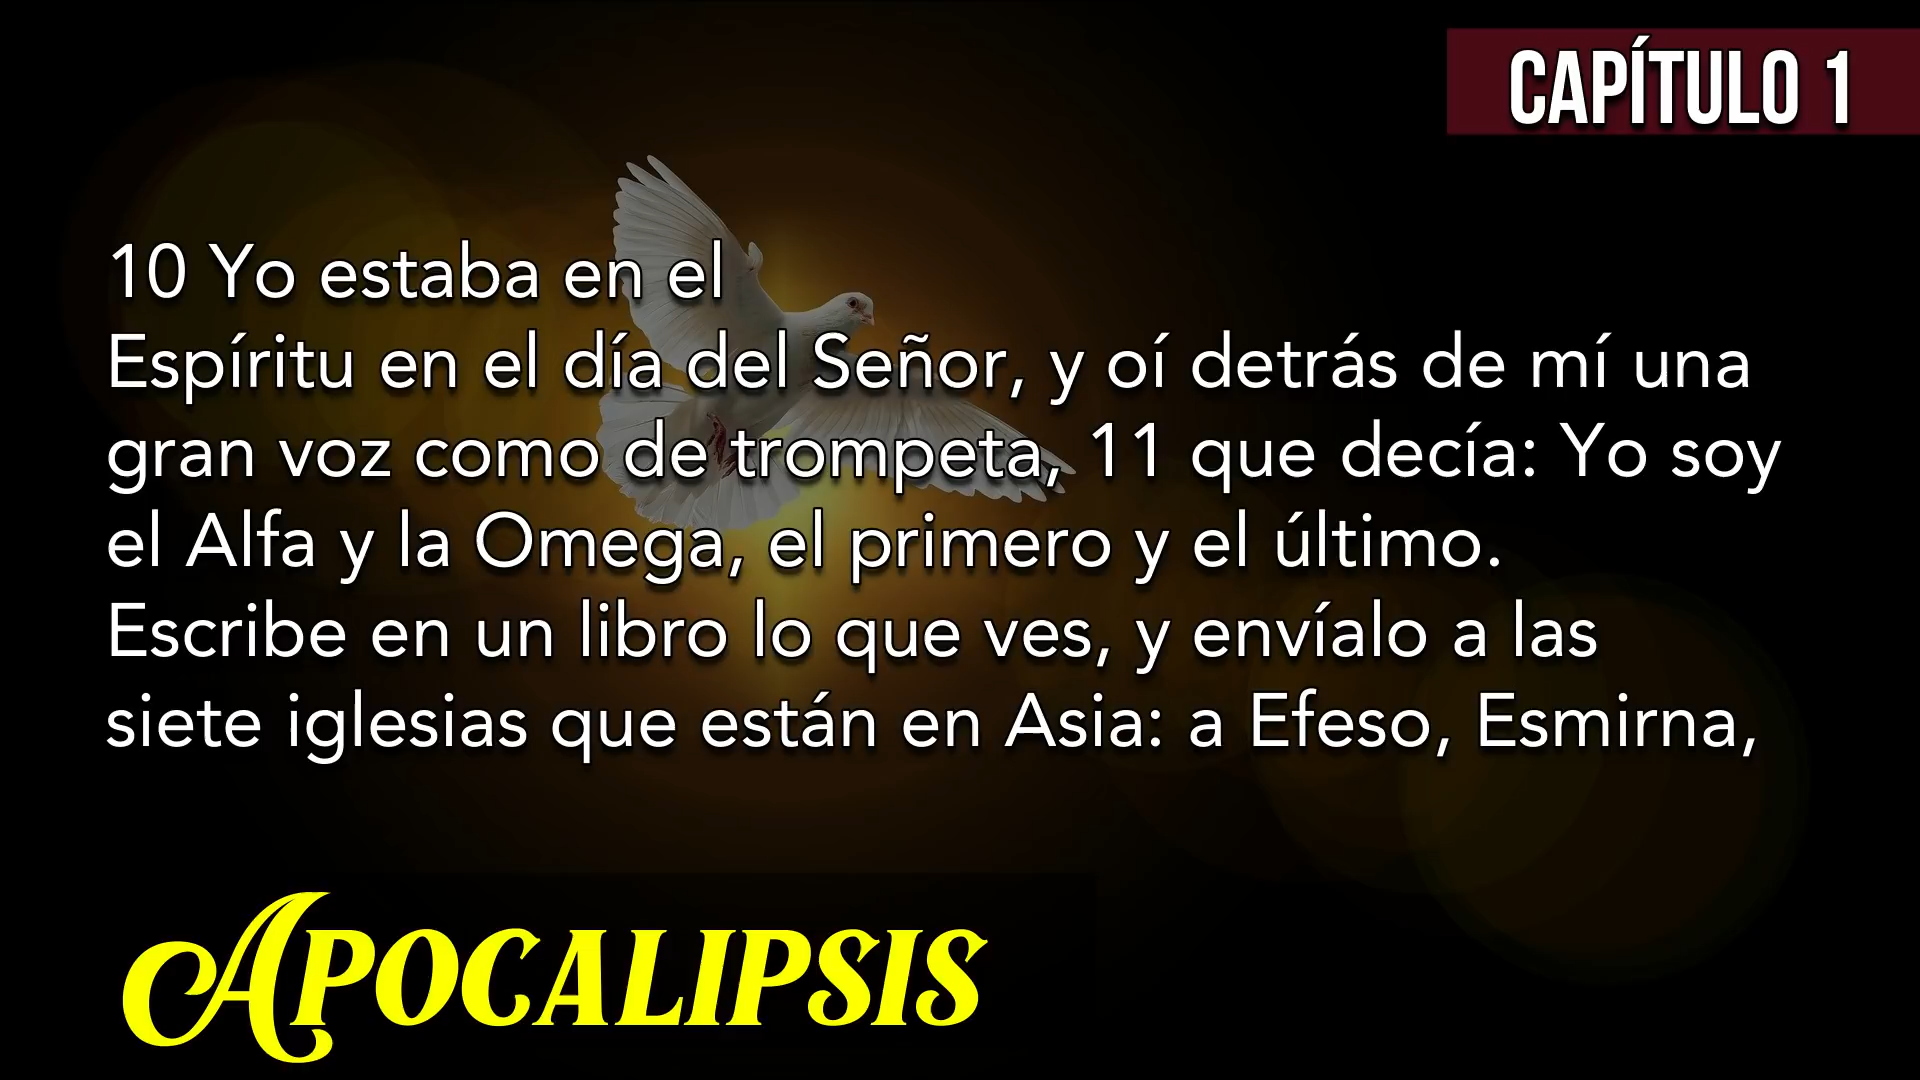 CAPÍTULO 1
10 Yo estaba en el
Espíritu en el día del Señor, y oí detrás de mí una
gran voz como de trompeta, 11 que decía: Yo soy
el Alfa y la Omega, el primero y el último.
Escribe en un libro lo que ves, y envíalo a las
siete iglesias que están en Asia: a Efeso, Esmirna,
APOCALIPSIS